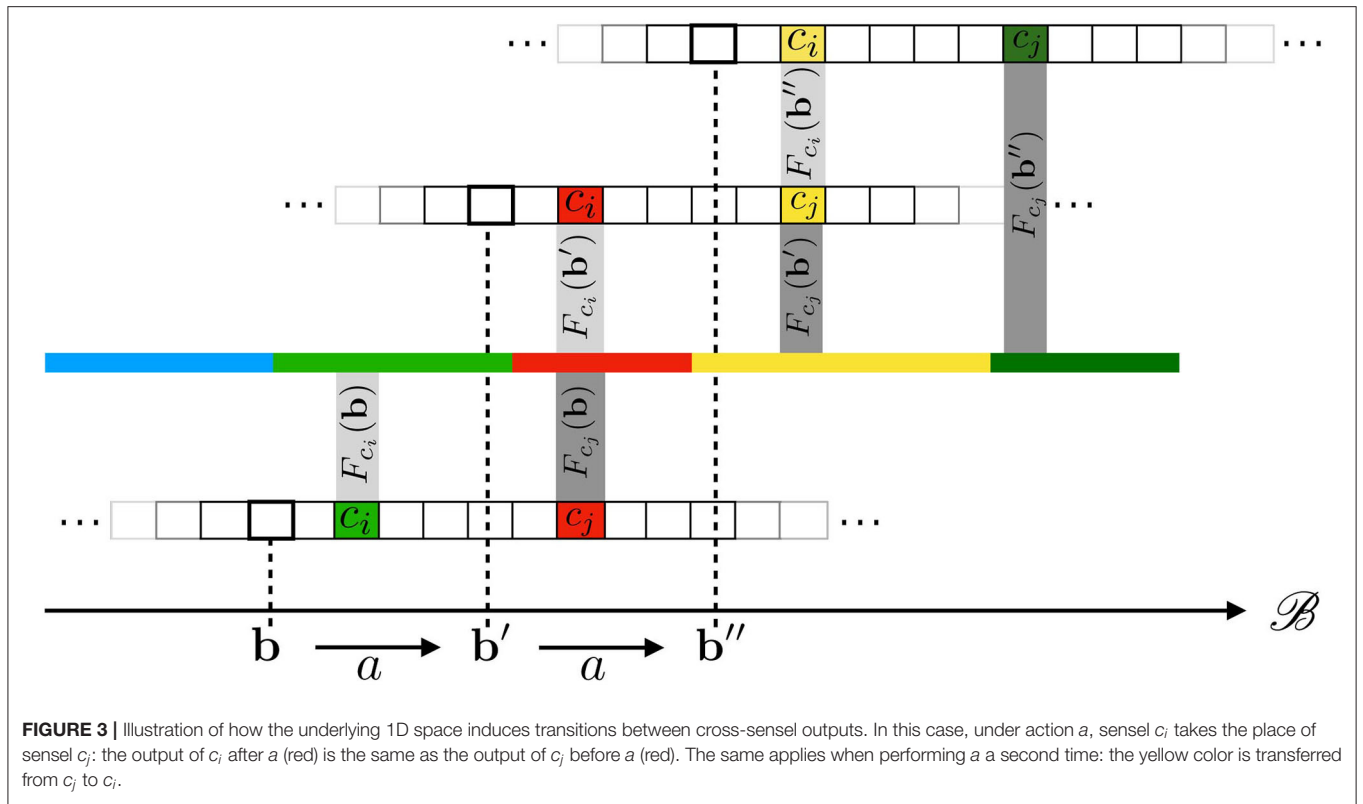 ··· c_i c_j ···
F_{c_i}(b'') F_{c_j}(b'')
··· c_i c_j ···
F_{c_i}(b') F_{c_j}(b')
F_{c_i}(b) F_{c_j}(b)
··· c_i c_j ···
ℬ
b b' b''
a a
FIGURE 3 | Illustration of how the underlying 1D space induces transitions between cross-sensel outputs. In this case, under action a, sensel c_i takes the place of
sensel c_j: the output of c_i after a (red) is the same as the output of c_j before a (red). The same applies when performing a a second time: the yellow color is transferred
from c_j to c_i.